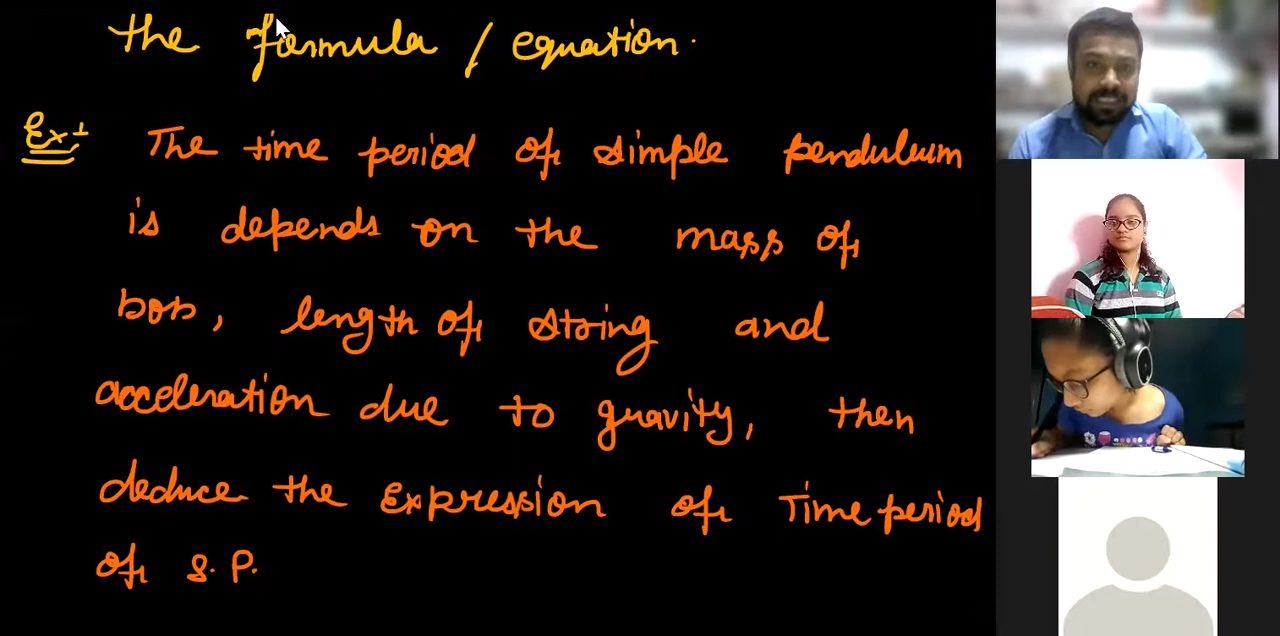 the formula / equation.
Ex:- The time period of simple penduluum
is depends on the mass of
bob, length of string and
acceleration due to gravity, then
deduce the Expression of Time period
of S.P.